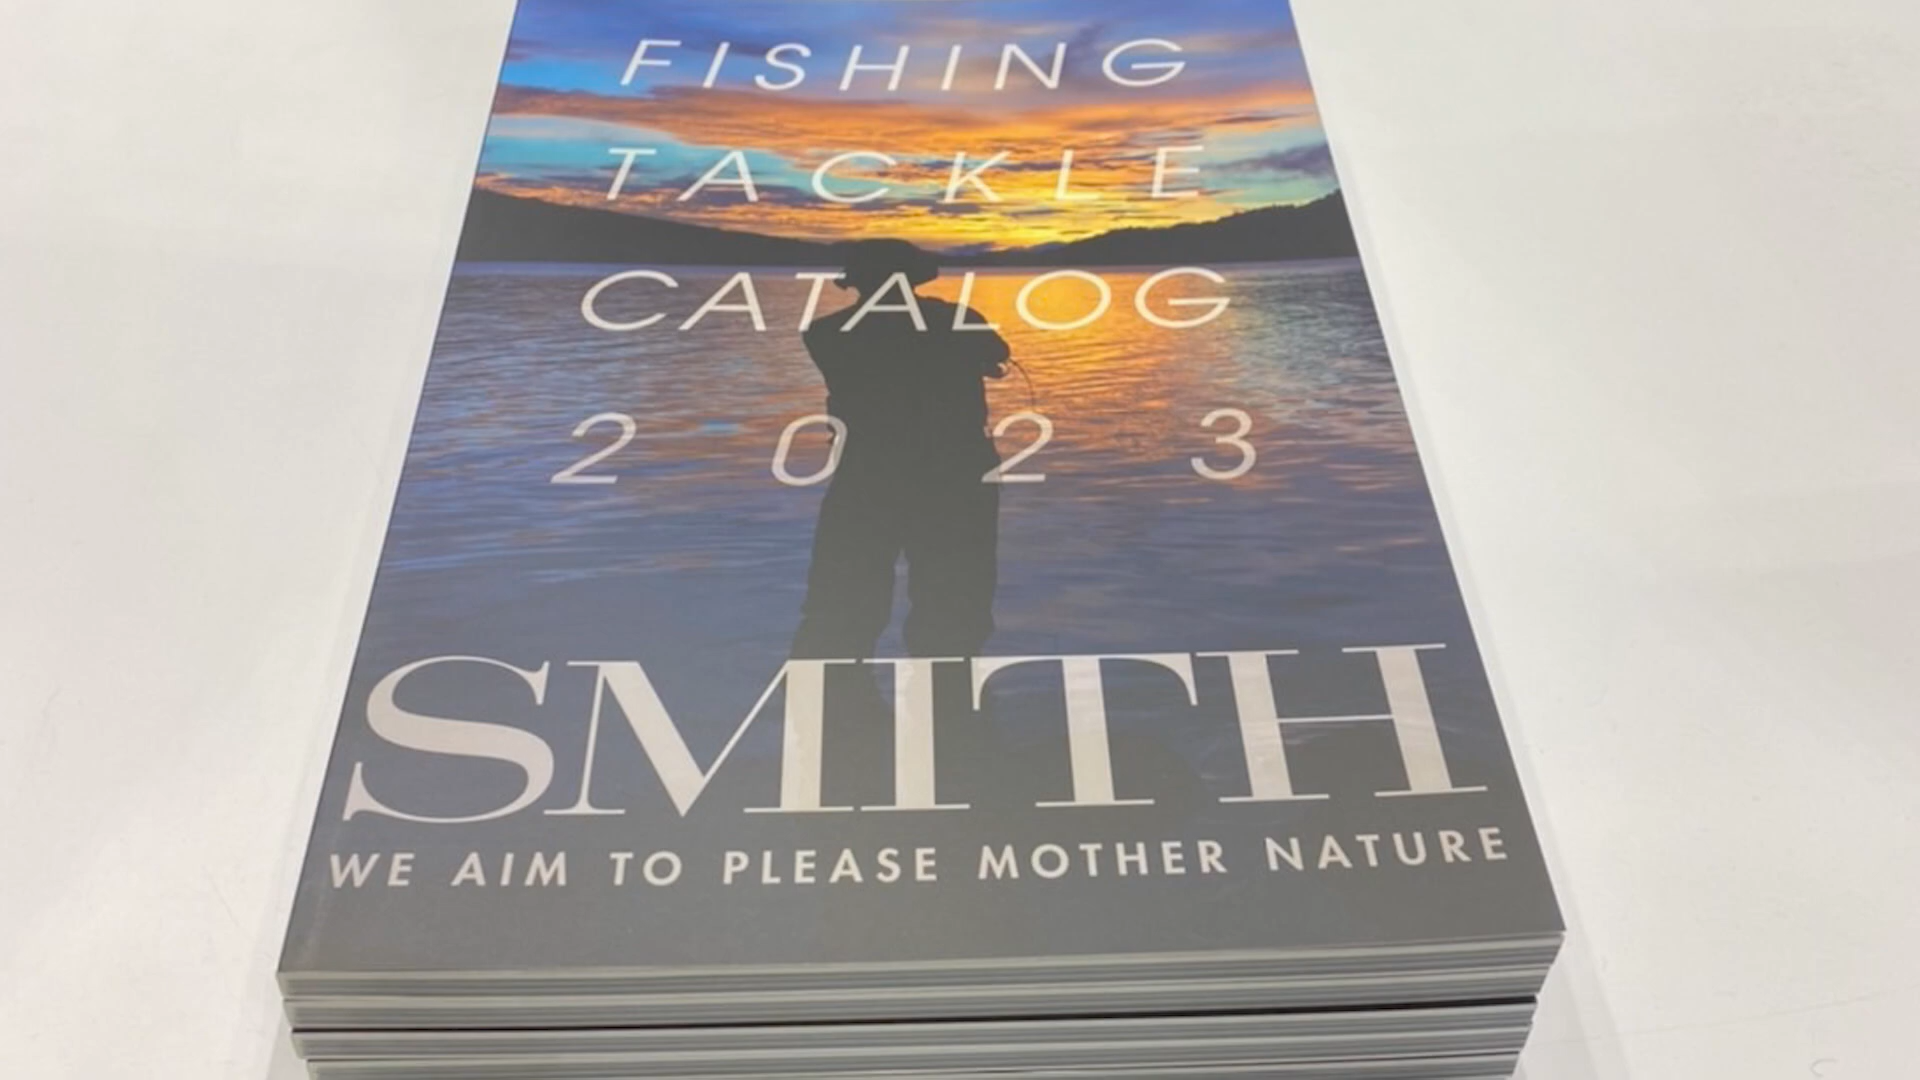 FISHING
TACKLE
CATALOG
2023
SMITH
WE AIM TO PLEASE MOTHER NATURE